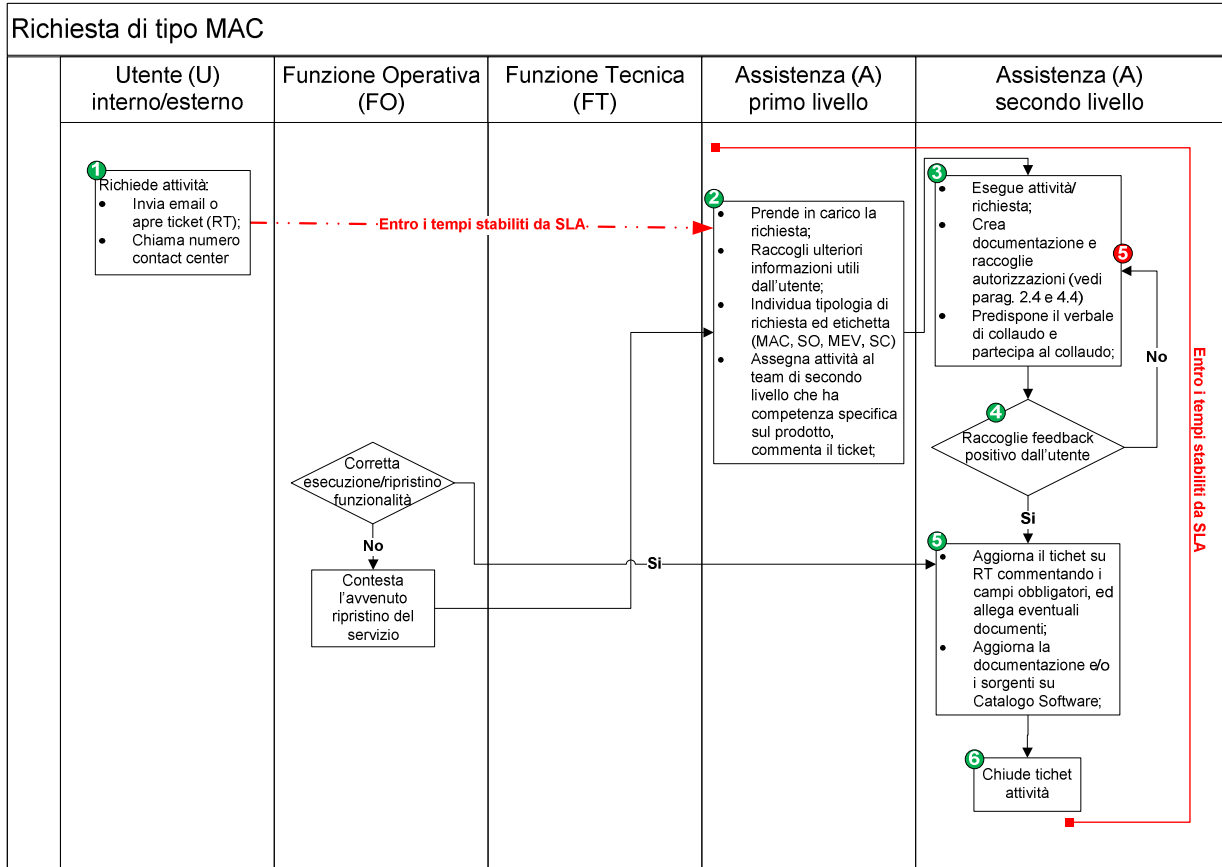 Richiesta di tipo MAC
Utente (U)
interno/esterno
Funzione Operativa
(FO)
Funzione Tecnica
(FT)
Assistenza (A)
primo livello
Assistenza (A)
secondo livello
1
Richiede attività:
• Invia email o
apre ticket (RT);
• Chiama numero
contact center
Entro i tempi stabiliti da SLA
2
• Prende in carico la
richiesta;
• Raccogli ulteriori
informazioni utili
dall'utente;
• Individua tipologia di
richiesta ed etichetta
(MAC, SO, MEV, SC)
• Assegna attività al
team di secondo
livello che ha
competenza specifica
sul prodotto,
commenta il ticket;
3
• Esegue attività/
richiesta;
• Crea
documentazione e
raccoglie
autorizzazioni (vedi
parag. 2.4 e 4.4)
• Predispone il verbale
di collaudo e
partecipa al collaudo;
5
No
Entro i tempi stabiliti da SLA
4
Raccoglie feedback
positivo dall'utente
Si
Corretta
esecuzione/ripristino
funzionalità
No
Si
Contesta
l'avvenuto
ripristino del
servizio
5
• Aggiorna il tichet su
RT commentando i
campi obbligatori, ed
allega eventuali
documenti;
• Aggiorna la
documentazione e/o
i sorgenti su
Catalogo Software;
6
Chiude tichet
attività